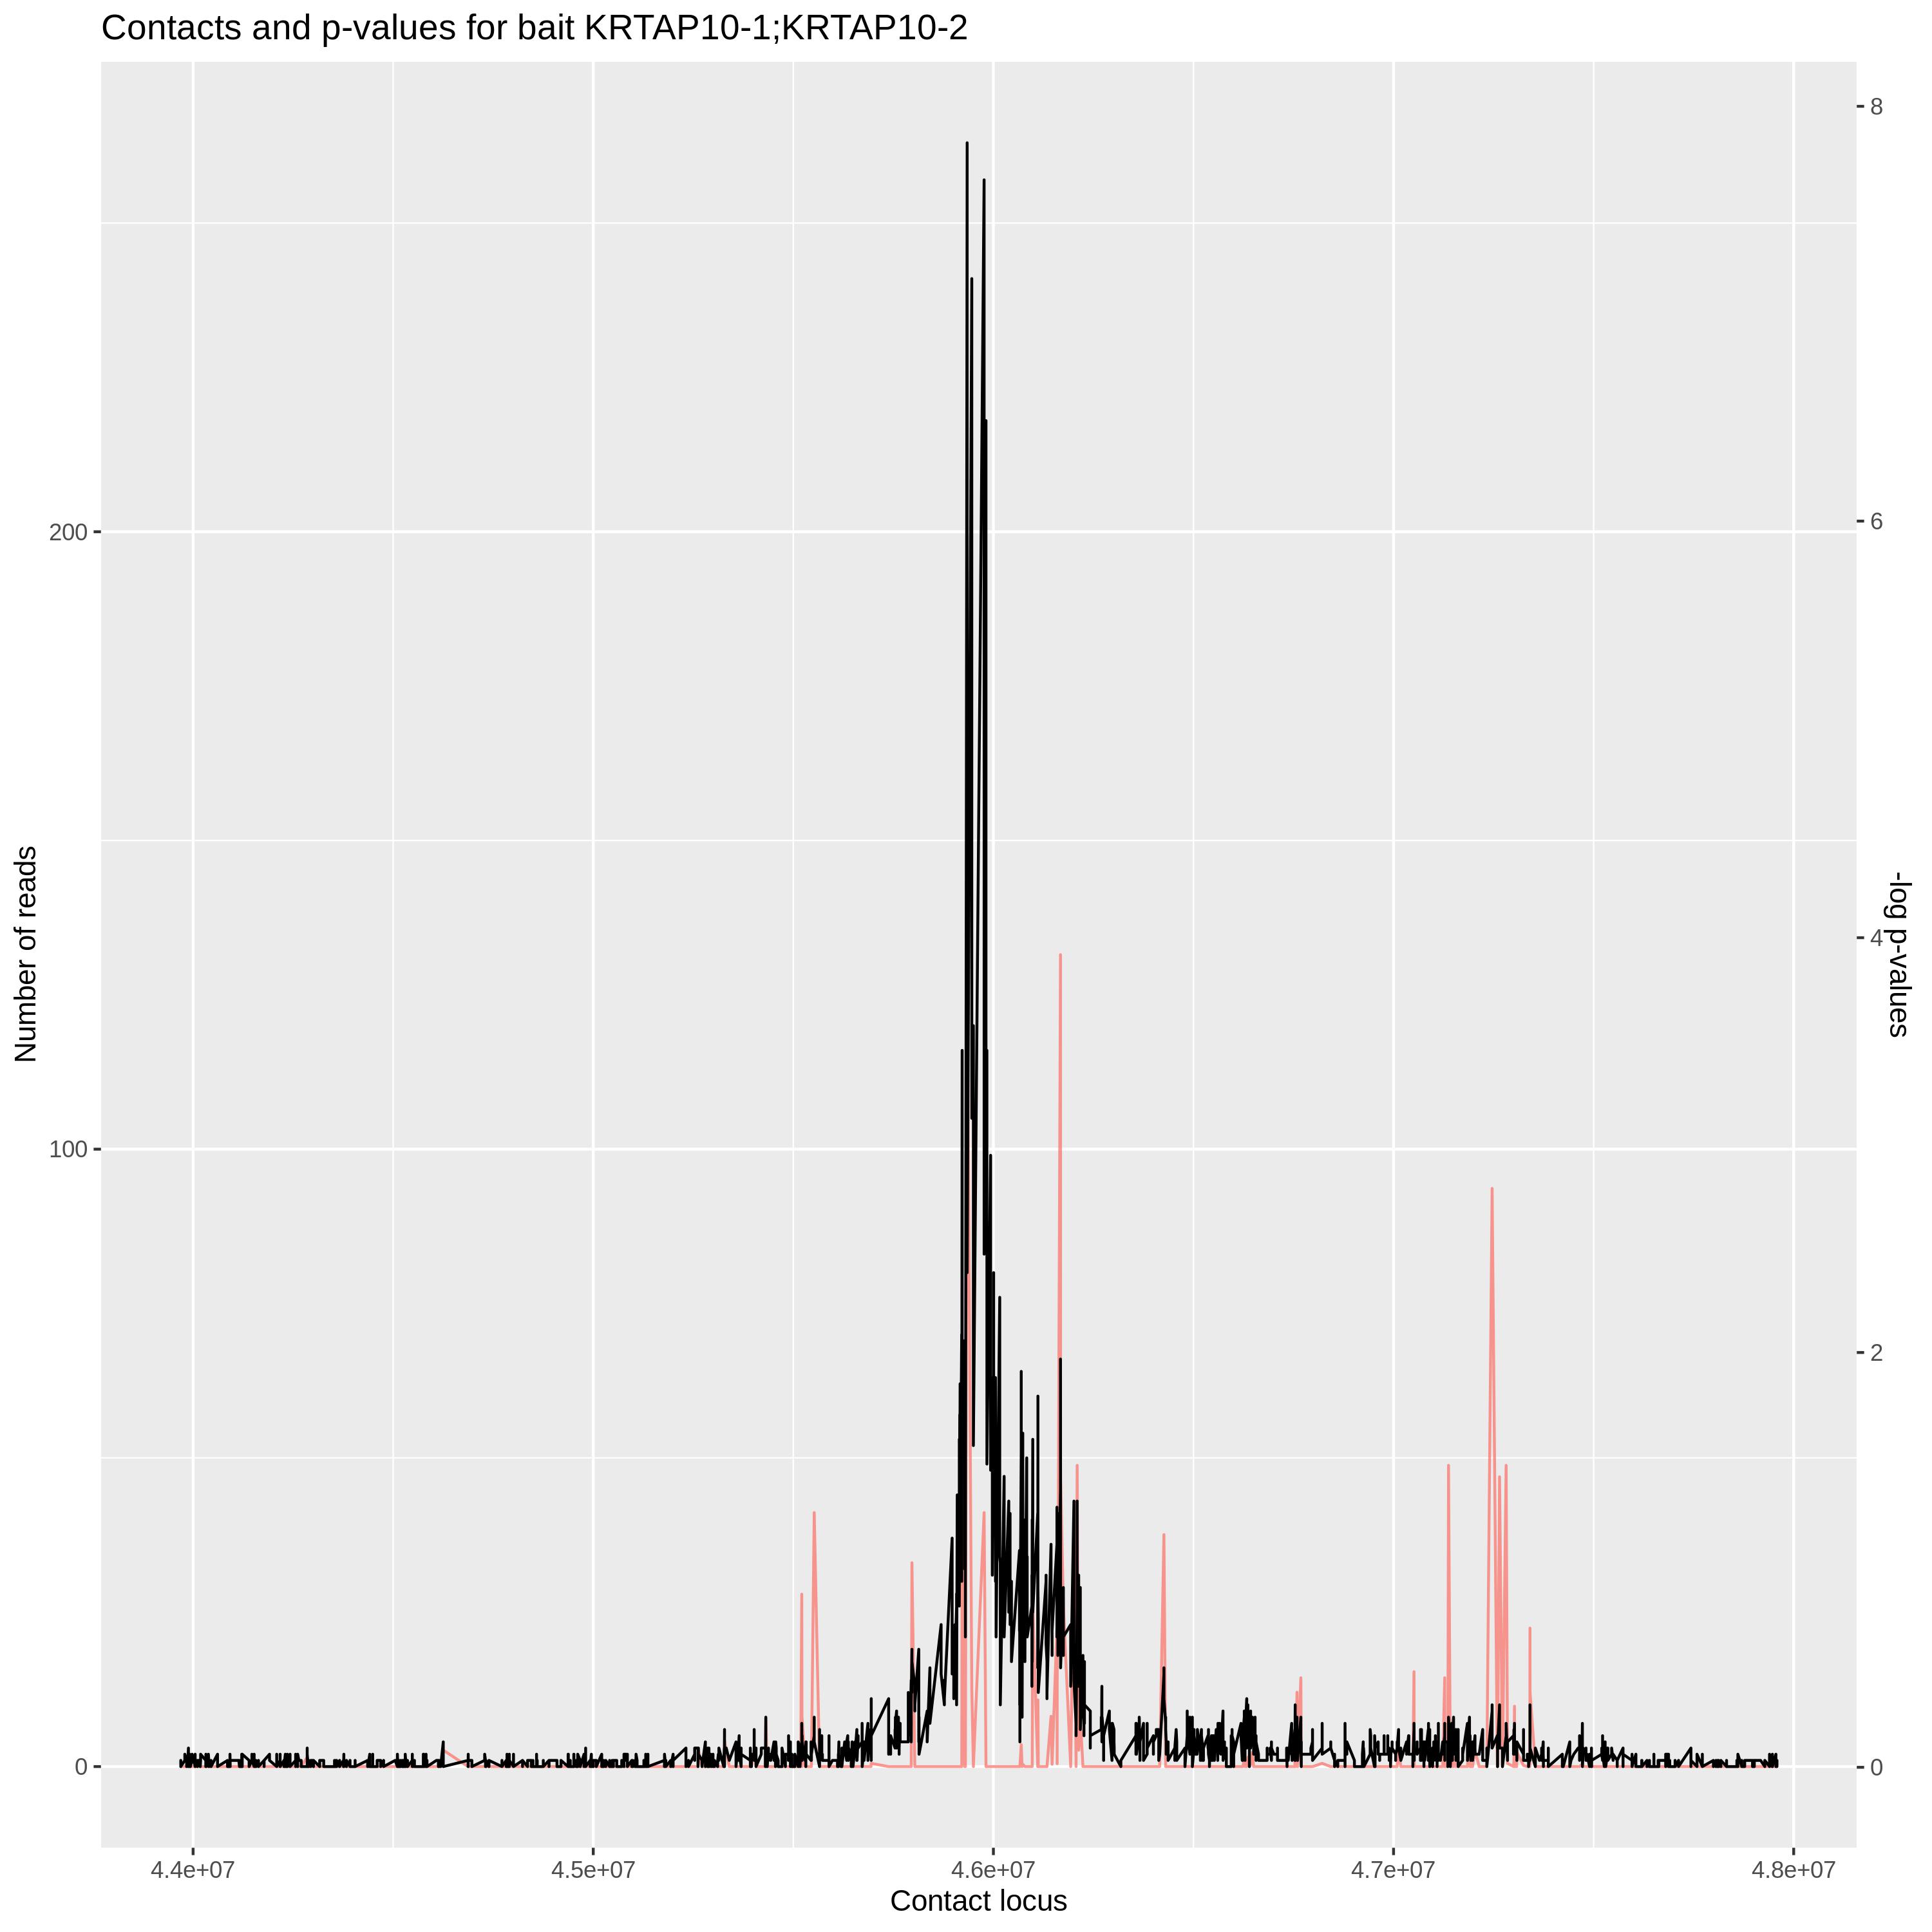 Contacts and p-values for bait KRTAP10-1;KRTAP10-2
Number of reads
200
100
0
8
6
4
2
0
-log p-values
4.4e+07
4.5e+07
4.6e+07
4.7e+07
4.8e+07
Contact locus